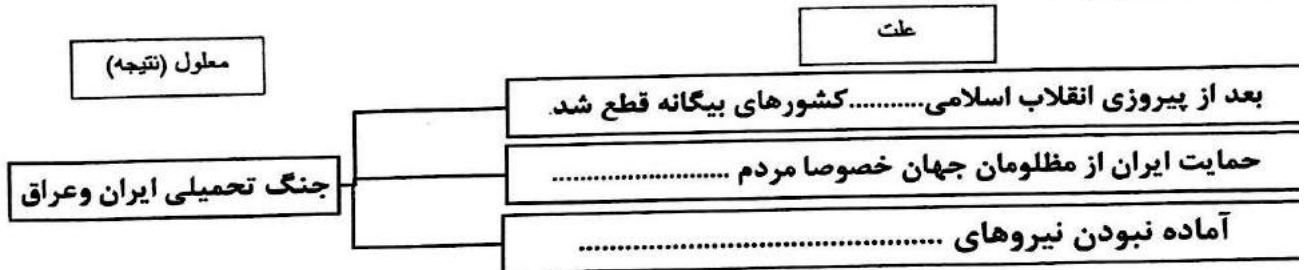 علت
معلول (نتیجه)
بعد از پیروزی انقلاب اسلامی...........کشورهای بیگانه قطع شد.
حمایت ایران از مظلومان جهان خصوصا مردم .........................
آماده نبودن نیروهای ....................................................
جنگ تحمیلی ایران وعراق